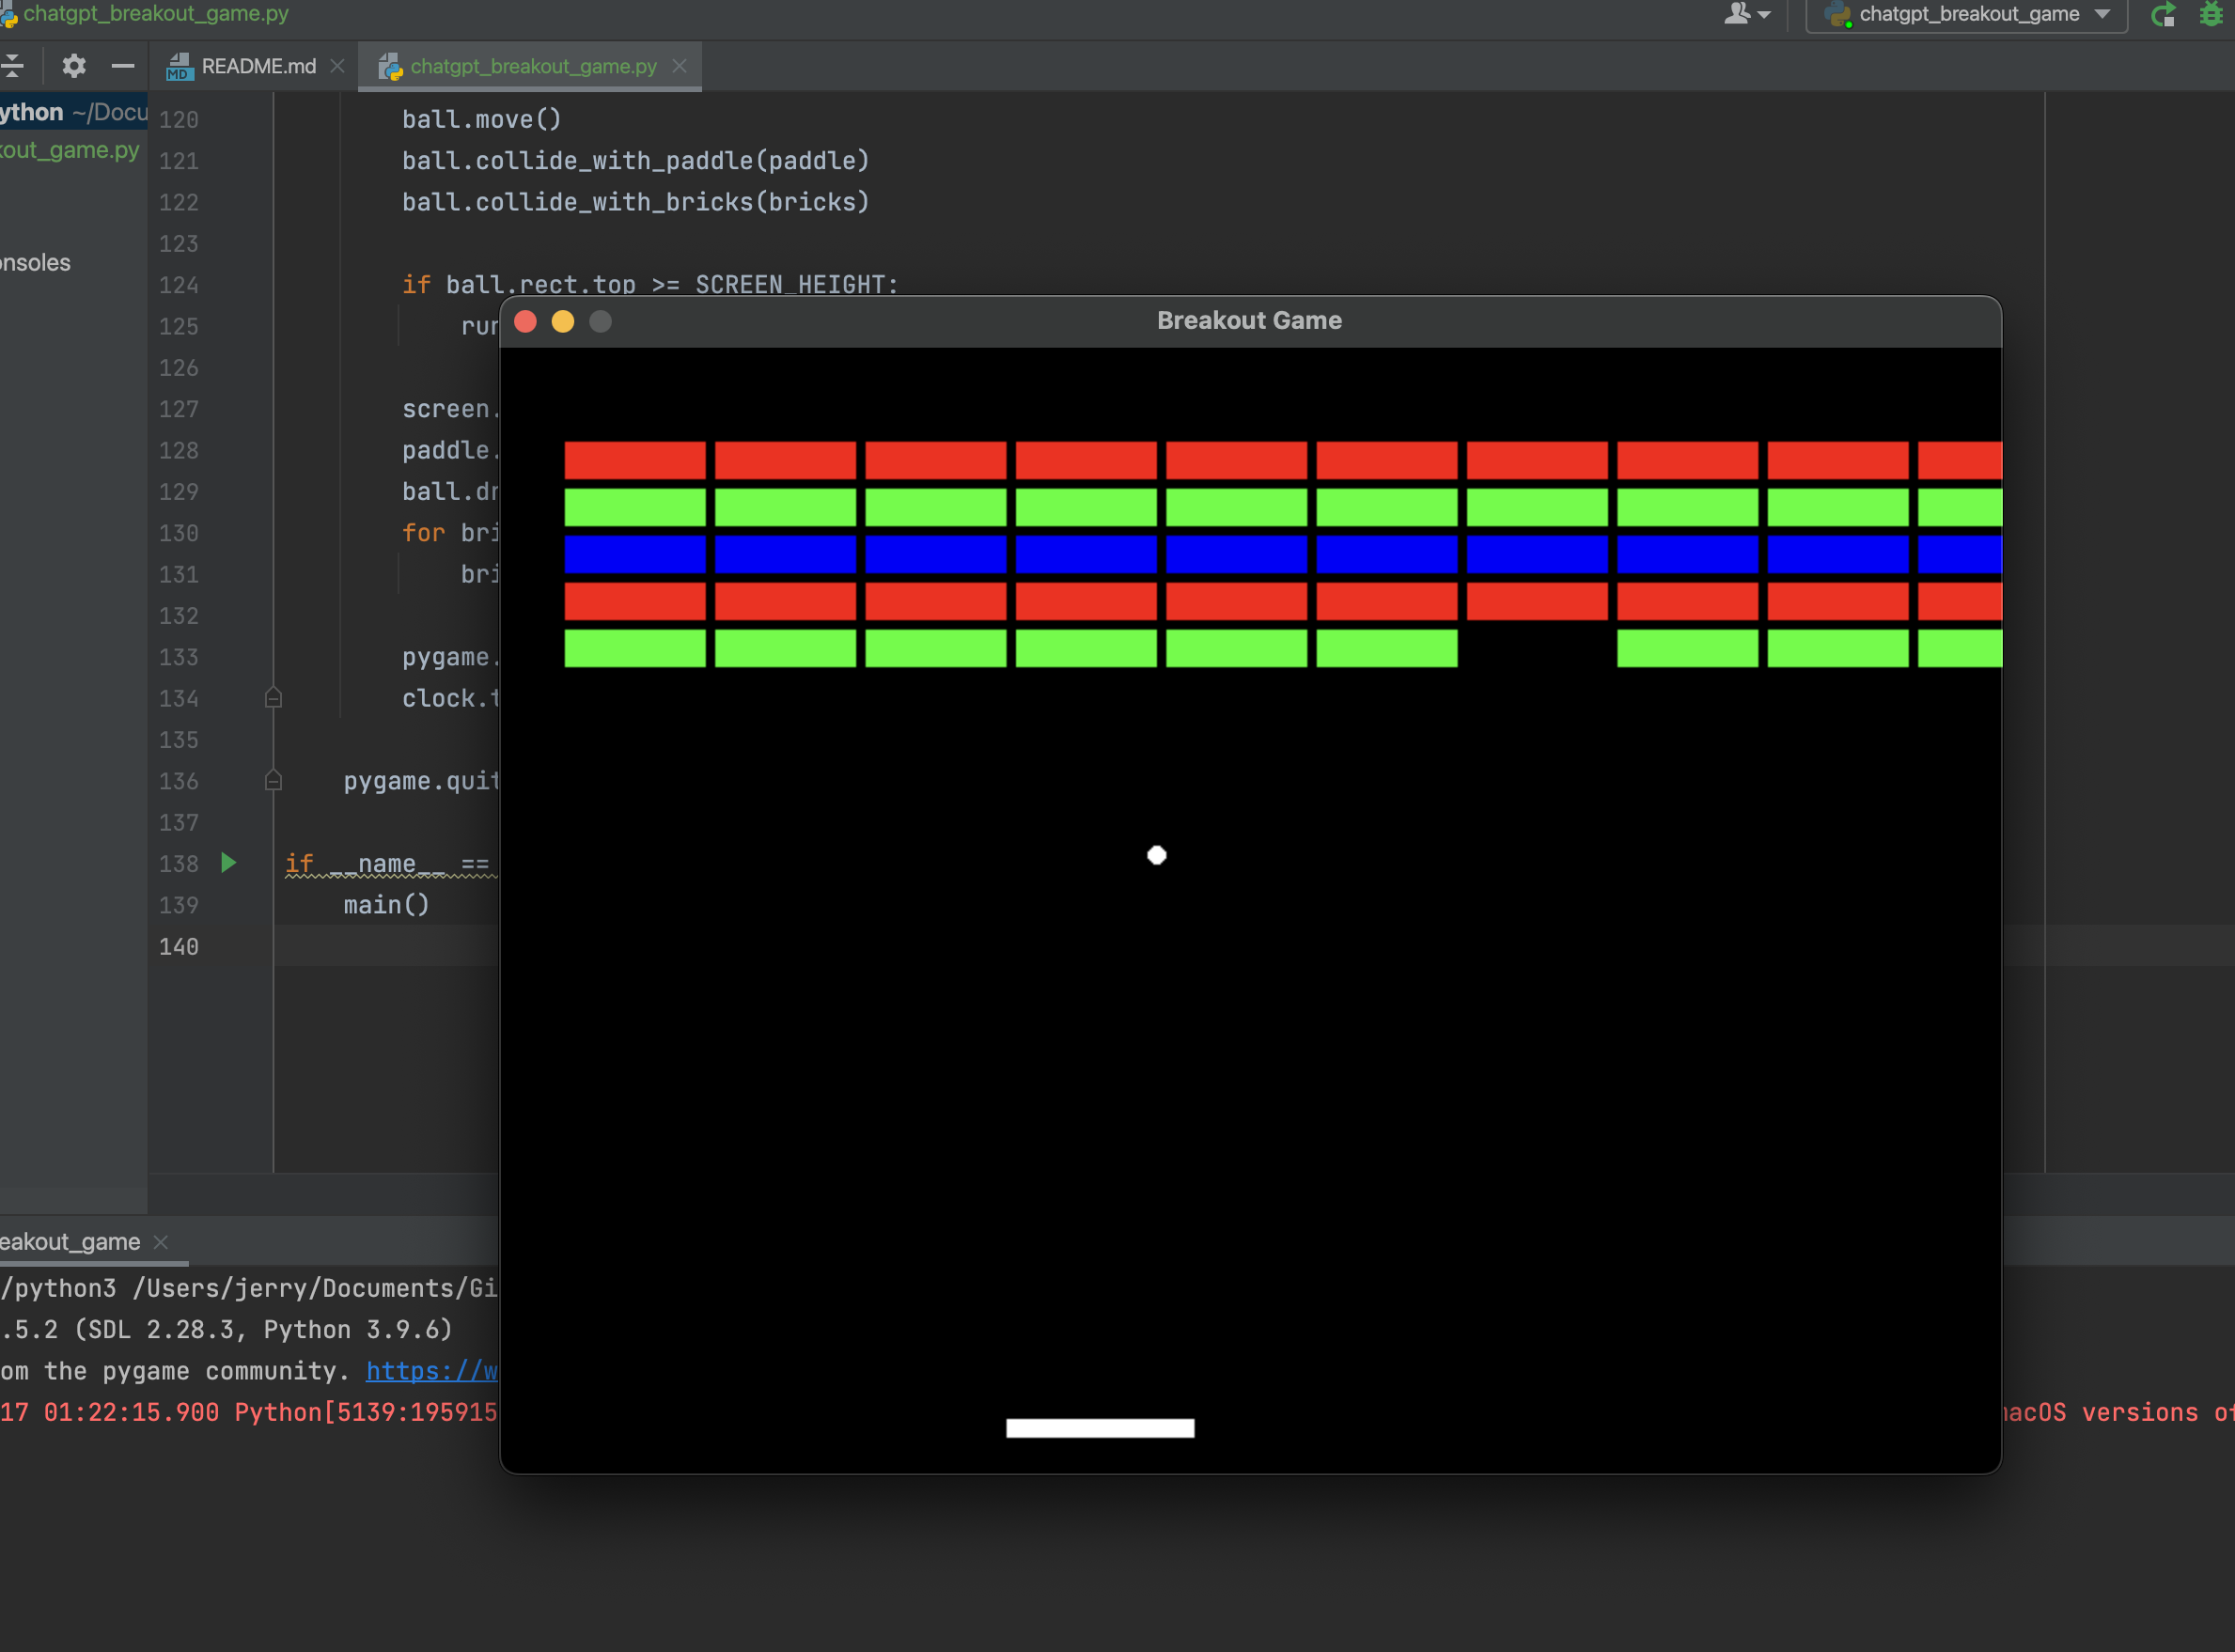 chatgpt_breakout_game.py
chatgpt_breakout_game
README.md
chatgpt_breakout_game.py
MD
ython ~/Docu
out_game.py
onsoles
120 ball.move()
121 ball.collide_with_paddle(paddle)
122 ball.collide_with_bricks(bricks)
123
124 if ball.rect.top >= SCREEN_HEIGHT:
125 run
126
127 screen.
128 paddle.
129 ball.dr
130 for bri
131 bri
132
133 pygame.
134 clock.t
135
136 pygame.quit
137
138 if __name__ ==
139 main()
140
Breakout Game
eakout_game
/python3 /Users/jerry/Documents/Gi
.5.2 (SDL 2.28.3, Python 3.9.6)
om the pygame community. https://w
17 01:22:15.900 Python[5139:195915
macOS versions of